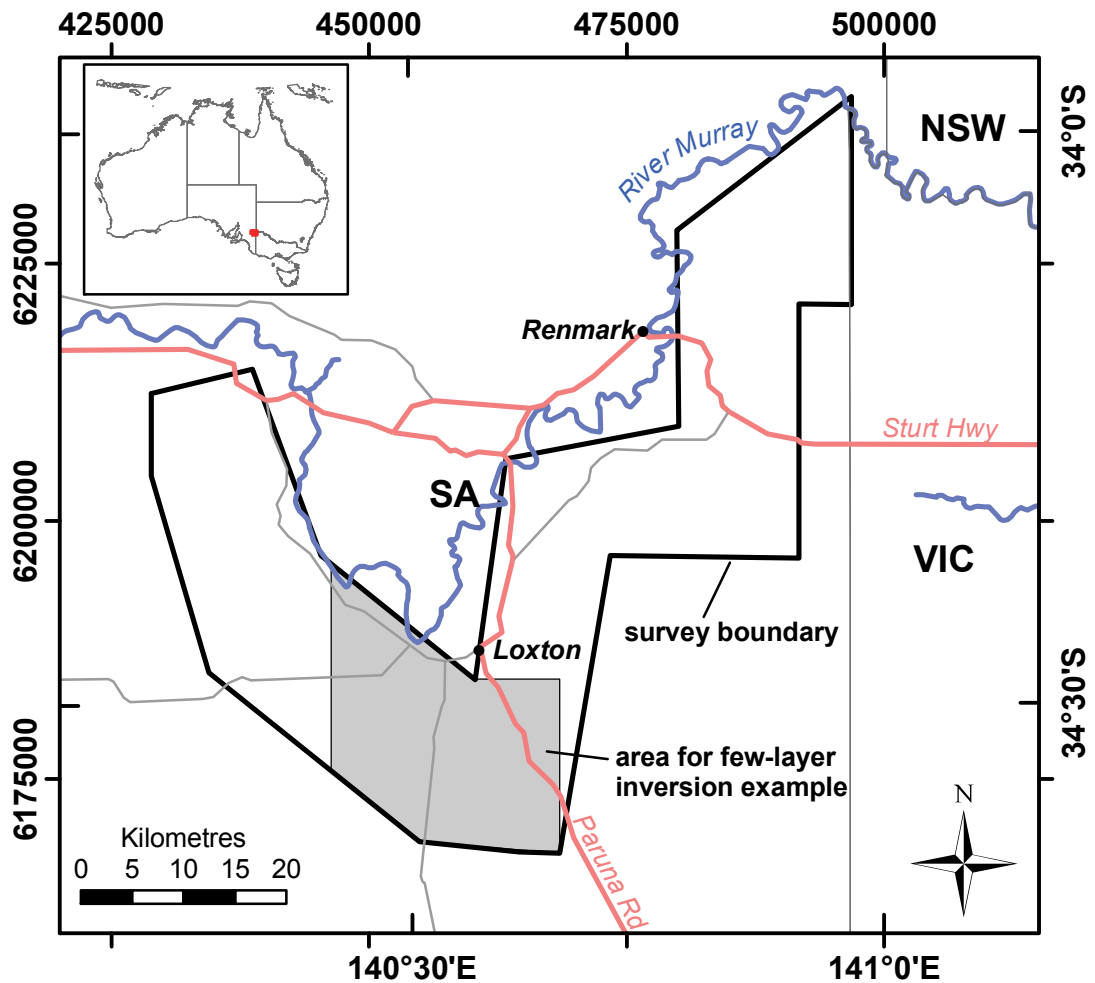 425000
450000
475000
500000
34°0'S
NSW
River Murray
6225000
Renmark
Sturt Hwy
SA
6200000
VIC
survey boundary
Loxton
34°30'S
area for few-layer
inversion example
6175000
N
Kilometres
0 5 10 15 20
Paruna Rd
140°30'E
141°0'E